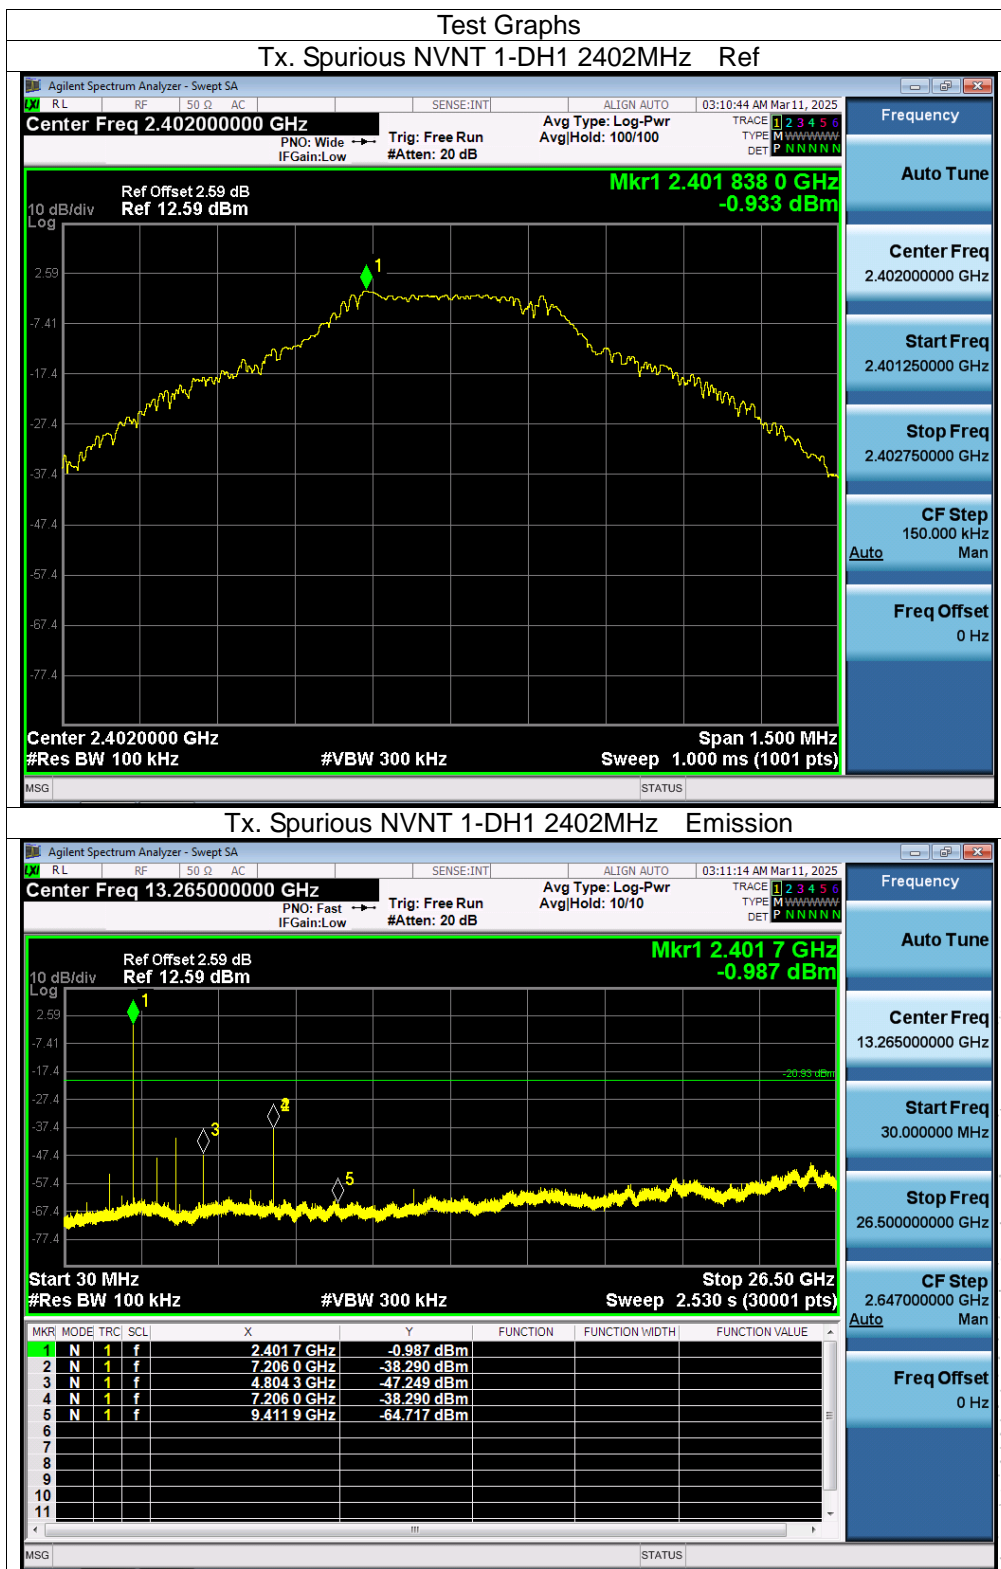 Test Graphs
Tx. Spurious NVNT 1-DH1 2402MHz Ref
Agilent Spectrum Analyzer - Swept SA
LXI RL RF 50 Ω AC SENSE:INT ALIGN AUTO 03:10:44 AM Mar 11, 2025
Center Freq 2.402000000 GHz
PNO: Wide
IFGain:Low
Trig: Free Run
#Atten: 20 dB
Avg Type: Log-Pwr
Avg|Hold: 100/100
TRACE 1 2 3 4 5 6
TYPE M W W W W W
DET P N N N N N
Ref Offset 2.59 dB
Ref 12.59 dBm
10 dB/div
Log
Mkr1 2.401 838 0 GHz
-0.933 dBm
1
2.59
-7.41
-17.4
-27.4
-37.4
-47.4
-57.4
-67.4
-77.4
Center 2.4020000 GHz
Span 1.500 MHz
#Res BW 100 kHz
#VBW 300 kHz
Sweep 1.000 ms (1001 pts)
MSG
STATUS
Frequency
Auto Tune
Center Freq
2.402000000 GHz
Start Freq
2.401250000 GHz
Stop Freq
2.402750000 GHz
CF Step
150.000 kHz
Auto Man
Freq Offset
0 Hz
Tx. Spurious NVNT 1-DH1 2402MHz Emission
Agilent Spectrum Analyzer - Swept SA
LXI RL RF 50 Ω AC SENSE:INT ALIGN AUTO 03:11:14 AM Mar 11, 2025
Center Freq 13.265000000 GHz
PNO: Fast
IFGain:Low
Trig: Free Run
#Atten: 20 dB
Avg Type: Log-Pwr
Avg|Hold: 10/10
TRACE 1 2 3 4 5 6
TYPE M W W W W W
DET P N N N N N
Ref Offset 2.59 dB
Ref 12.59 dBm
10 dB/div
Log
Mkr1 2.401 7 GHz
-0.987 dBm
1
3
5
2.59
-7.41
-17.4
-27.4
-37.4
-47.4
-57.4
-67.4
-77.4
-20.93 dBm
Start 30 MHz
Stop 26.50 GHz
#Res BW 100 kHz
#VBW 300 kHz
Sweep 2.530 s (30001 pts)
MKR MODE TRC SCL X Y FUNCTION FUNCTION WIDTH FUNCTION VALUE
1 N 1 f 2.401 7 GHz -0.987 dBm
2 N 1 f 7.206 0 GHz -38.290 dBm
3 N 1 f 4.804 3 GHz -47.249 dBm
4 N 1 f 7.206 0 GHz -38.290 dBm
5 N 1 f 9.411 9 GHz -64.717 dBm
6
7
8
9
10
11
MSG
STATUS
Frequency
Auto Tune
Center Freq
13.265000000 GHz
Start Freq
30.000000 MHz
Stop Freq
26.500000000 GHz
CF Step
2.647000000 GHz
Auto Man
Freq Offset
0 Hz